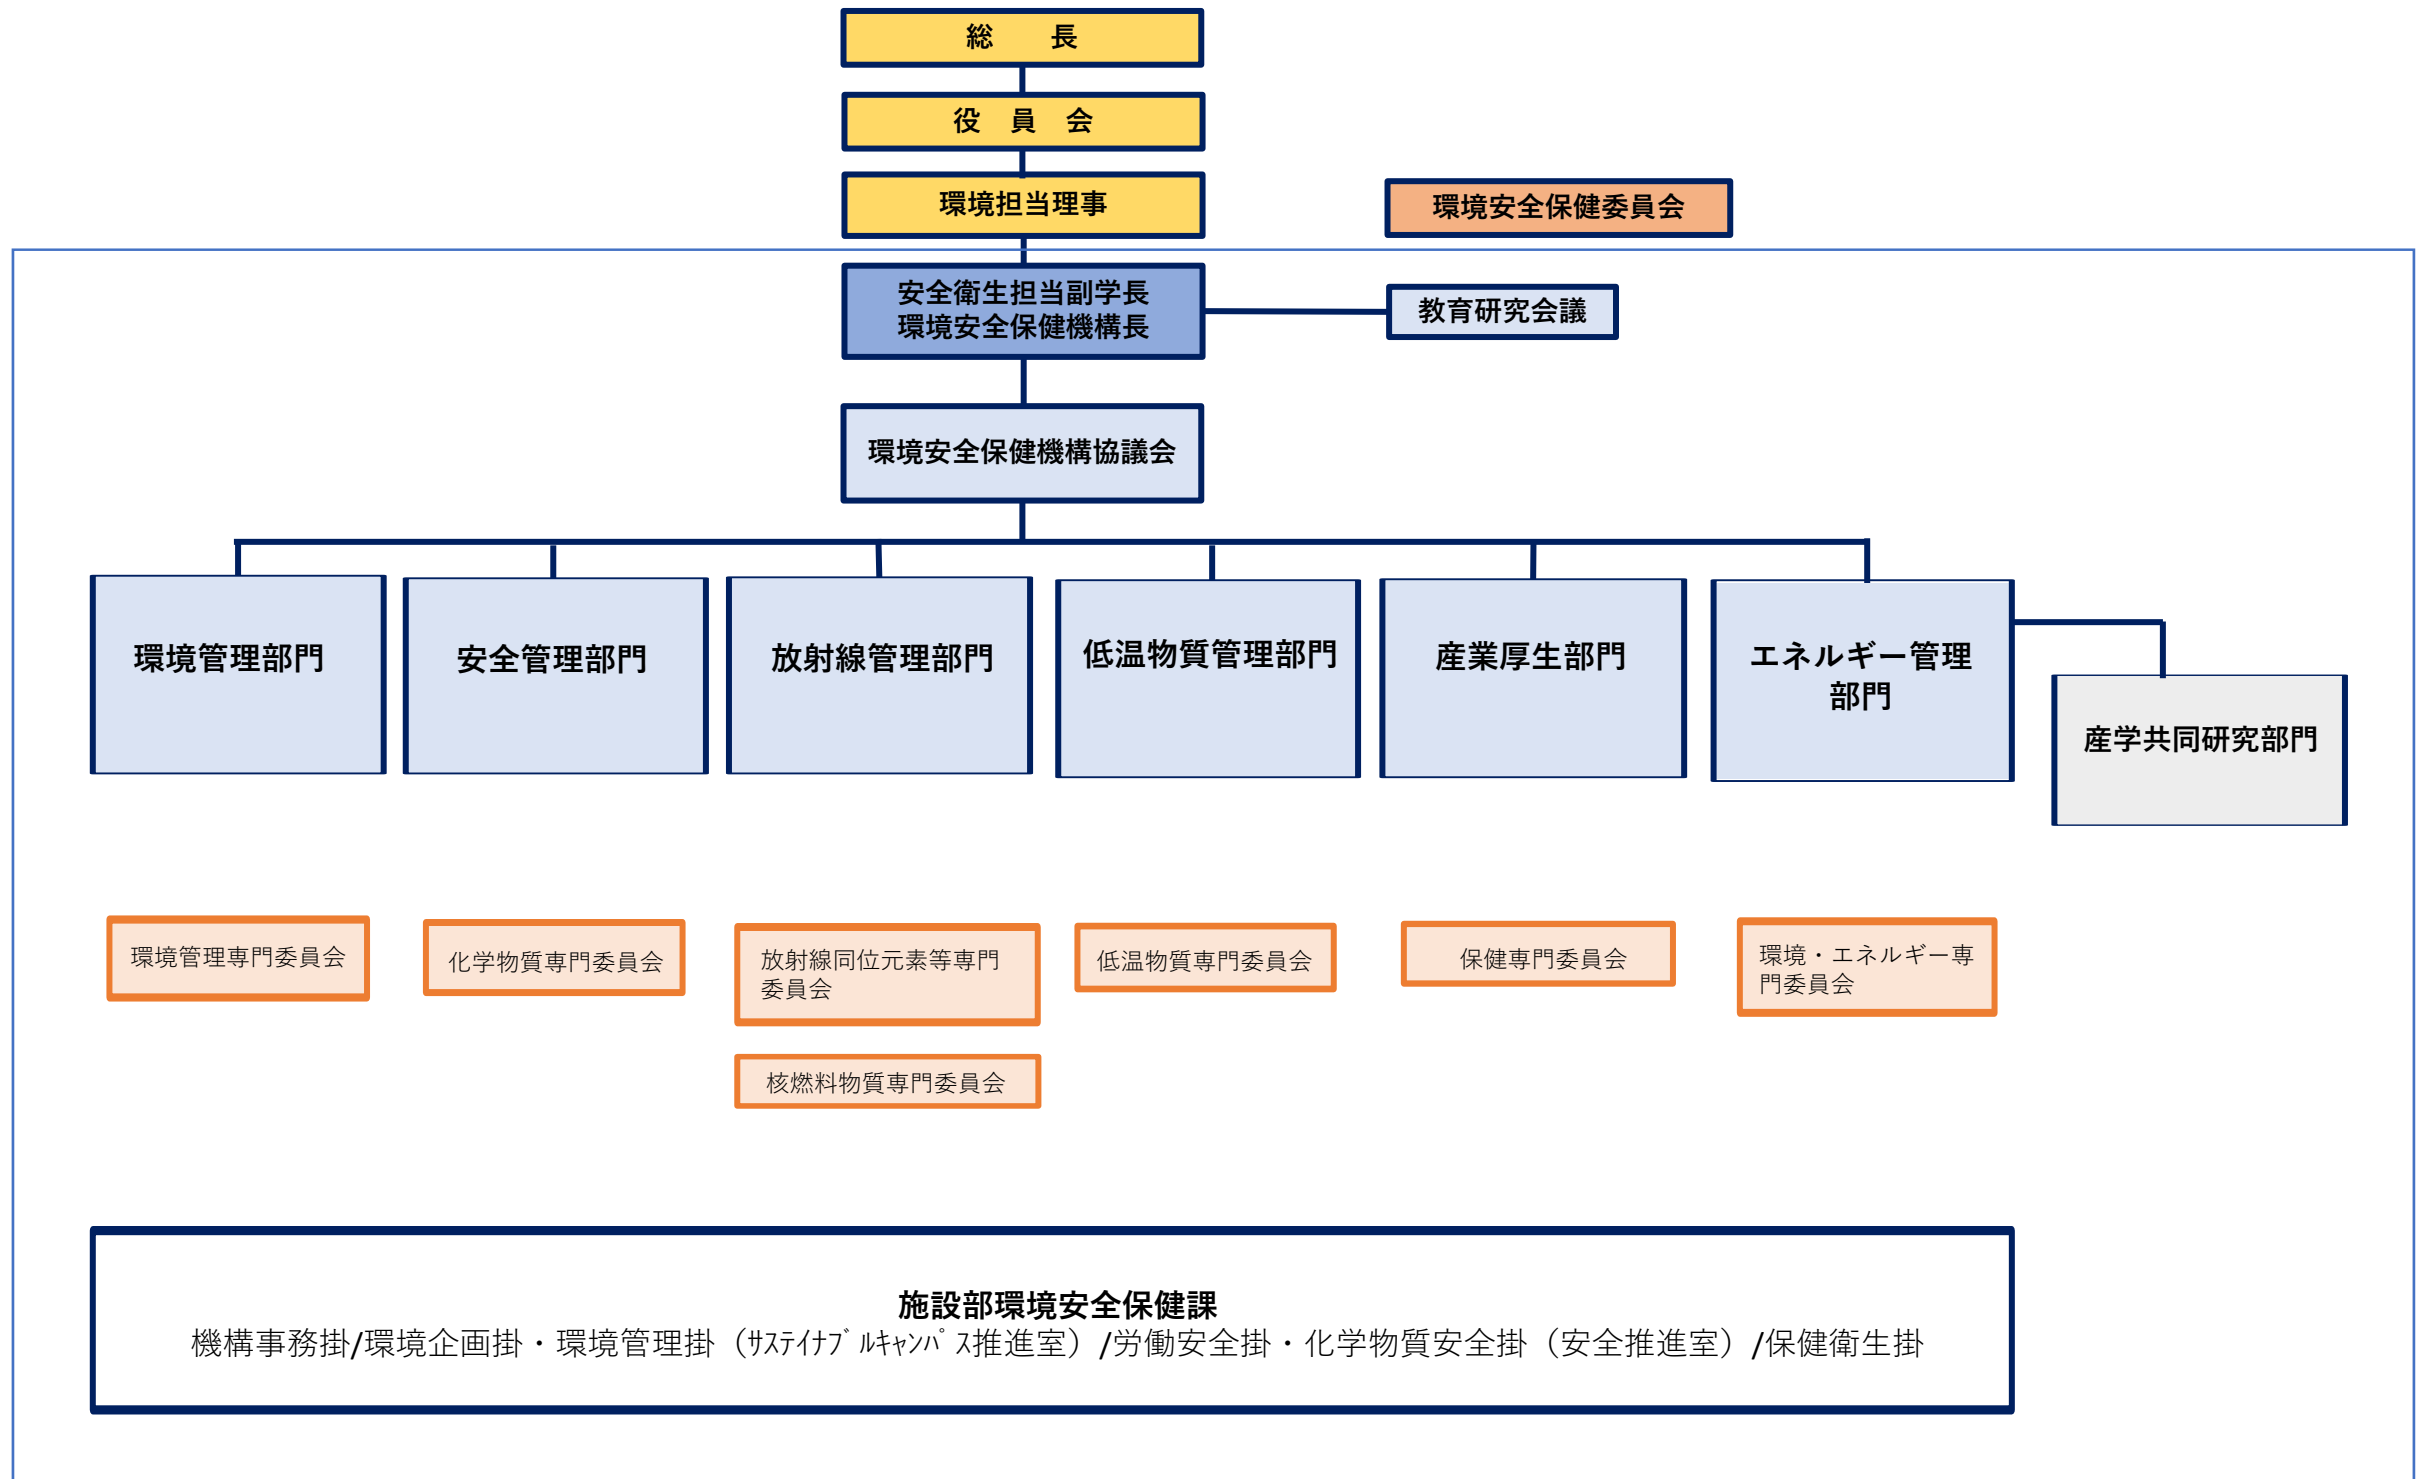 総　　長
役　員　会
環境担当理事
環境安全保健委員会
安全衛生担当副学長
環境安全保健機構長
教育研究会議
環境安全保健機構協議会
環境管理部門
安全管理部門
放射線管理部門
低温物質管理部門
産業厚生部門
エネルギー管理
部門
産学共同研究部門
環境管理専門委員会
化学物質専門委員会
放射線同位元素等専門
委員会
低温物質専門委員会
保健専門委員会
環境・エネルギー専
門委員会
核燃料物質専門委員会
施設部環境安全保健課
機構事務掛/環境企画掛・環境管理掛（ｻｽﾃｲﾅﾌﾞﾙｷｬﾝﾊﾟｽ推進室）/労働安全掛・化学物質安全掛（安全推進室）/保健衛生掛